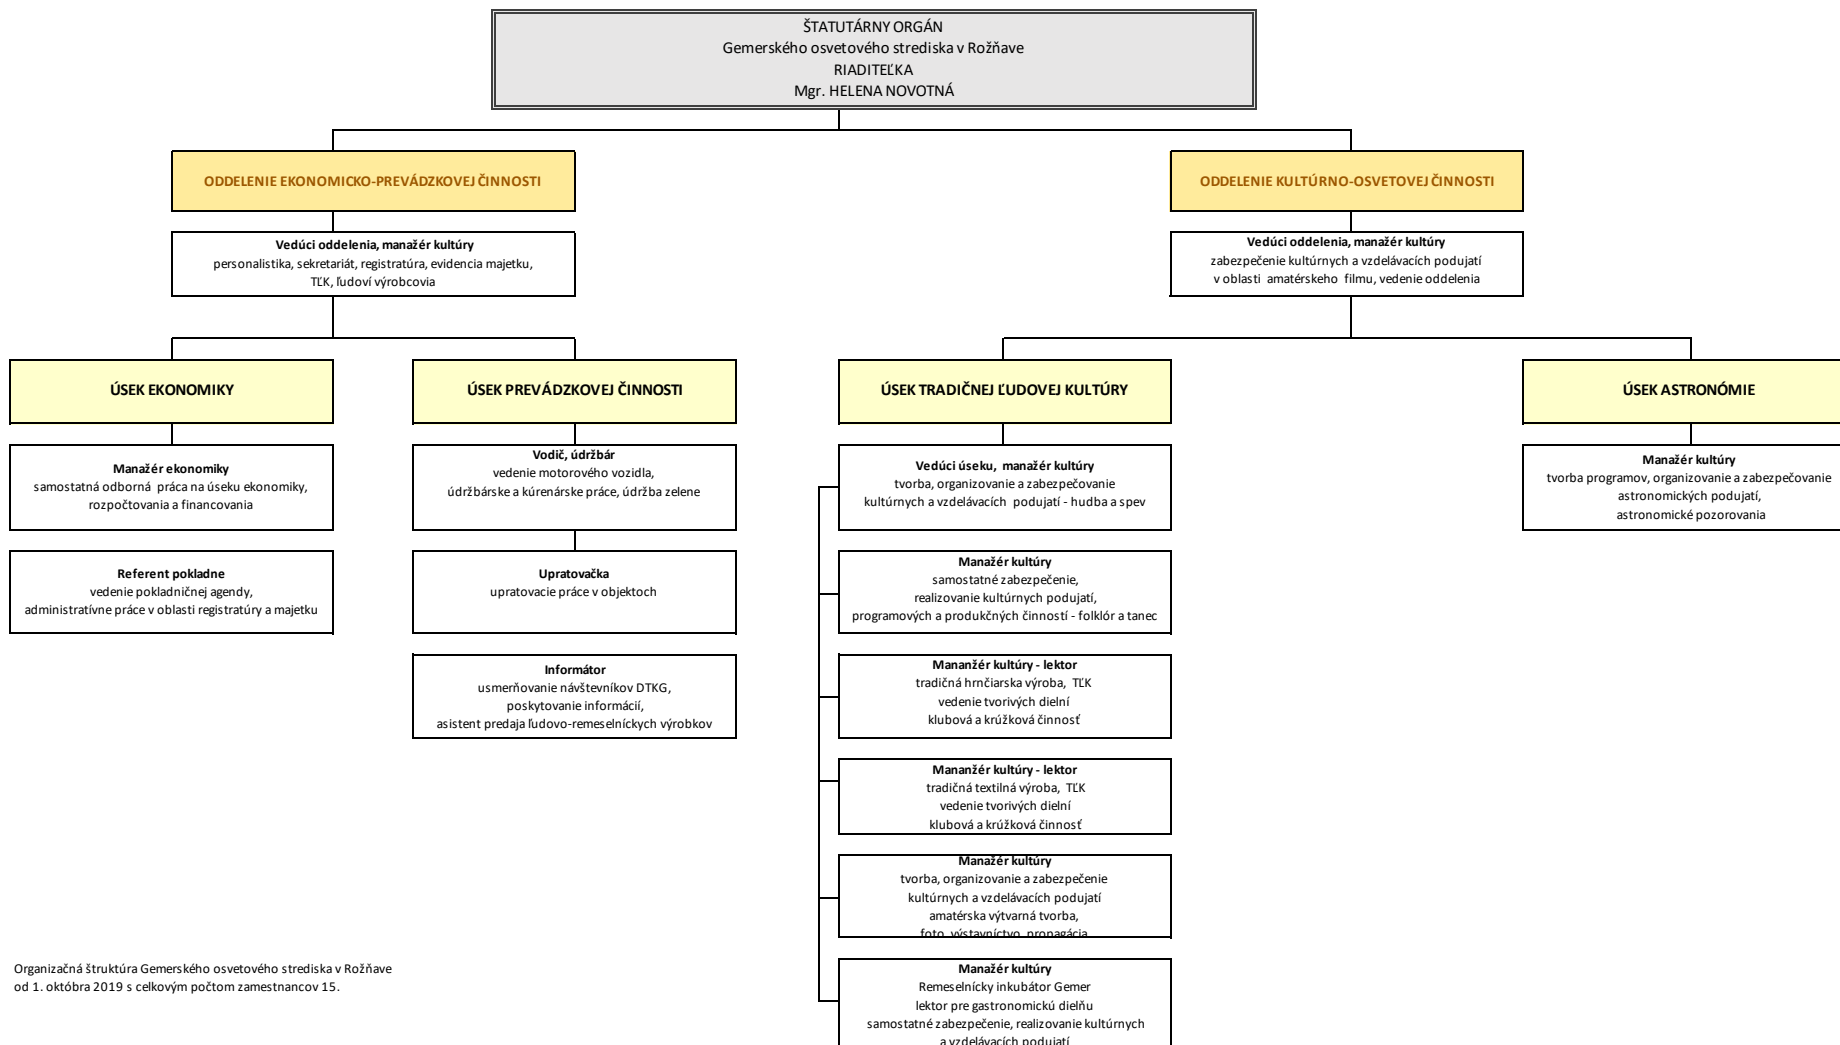 ŠTATUTÁRNY ORGÁN
Gemerského osvetového strediska v Rožňave
RIADITEĽKA
Mgr. HELENA NOVOTNÁ
ODDELENIE EKONOMICKO-PREVÁDZKOVEJ ČINNOSTI
Vedúci oddelenia, manažér kultúry
personalistika, sekretariát, registratúra, evidencia majetku,
TĽK, ľudoví výrobcovia
ODDELENIE KULTÚRNO-OSVETOVEJ ČINNOSTI
Vedúci oddelenia, manažér kultúry
zabezpečenie kultúrnych a vzdelávacích podujatí
v oblasti amatérskeho filmu, vedenie oddelenia
ÚSEK EKONOMIKY
Manažér ekonomiky
samostatná odborná práca na úseku ekonomiky,
rozpočtovania a financovania
Referent pokladne
vedenie pokladničnej agendy,
administratívne práce v oblasti registratúry a majetku
ÚSEK PREVÁDZKOVEJ ČINNOSTI
Vodič, údržbár
vedenie motorového vozidla,
údržbárske a kúrenárske práce, údržba zelene
Upratovačka
upratovacie práce v objektoch
Informátor
usmerňovanie návštevníkov DTKG,
poskytovanie informácií,
asistent predaja ľudovo-remeselníckych výrobkov
ÚSEK TRADIČNEJ ĽUDOVEJ KULTÚRY
Vedúci úseku, manažér kultúry
tvorba, organizovanie a zabezpečovanie
kultúrnych a vzdelávacích podujatí - hudba a spev
Manažér kultúry
samostatné zabezpečenie,
realizovanie kultúrnych podujatí,
programových a produkčných činností - folklór a tanec
Mananžér kultúry - lektor
tradičná hrnčiarska výroba, TĽK
vedenie tvorivých dielní
klubová a krúžková činnosť
Mananžér kultúry - lektor
tradičná textilná výroba, TĽK
vedenie tvorivých dielní
klubová a krúžková činnosť
Manažér kultúry
tvorba, organizovanie a zabezpečenie
kultúrnych a vzdelávacích podujatí
amatérska výtvarná tvorba,
foto, výstavníctvo, propagácia
Manažér kultúry
Remeselnícky inkubátor Gemer
lektor pre gastronomickú dielňu
samostatné zabezpečenie, realizovanie kultúrnych
a vzdelávacích podujatí
ÚSEK ASTRONÓMIE
Manažér kultúry
tvorba programov, organizovanie a zabezpečovanie
astronomických podujatí,
astronomické pozorovania
Organizačná štruktúra Gemerského osvetového strediska v Rožňave
od 1. októbra 2019 s celkovým počtom zamestnancov 15.